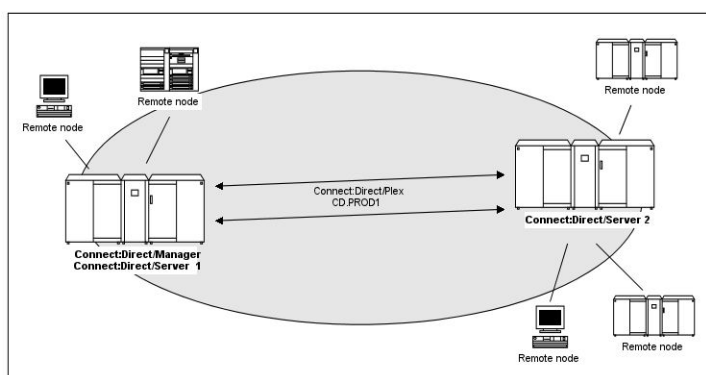 Remote node
Remote node
Remote node
Connect:Direct/Plex
CD.PROD1
Connect:Direct/Server 2
Connect:Direct/Manager
Connect:Direct/Server 1
Remote node
Remote node